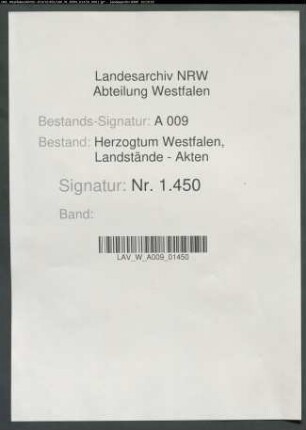 Landesarchiv NRW
Abteilung Westfalen
Bestands-Signatur: A 009
Bestand: Herzogtum Westfalen,
Landstände - Akten
Signatur: Nr. 1.450
Band:
LAV_W_A009_01450